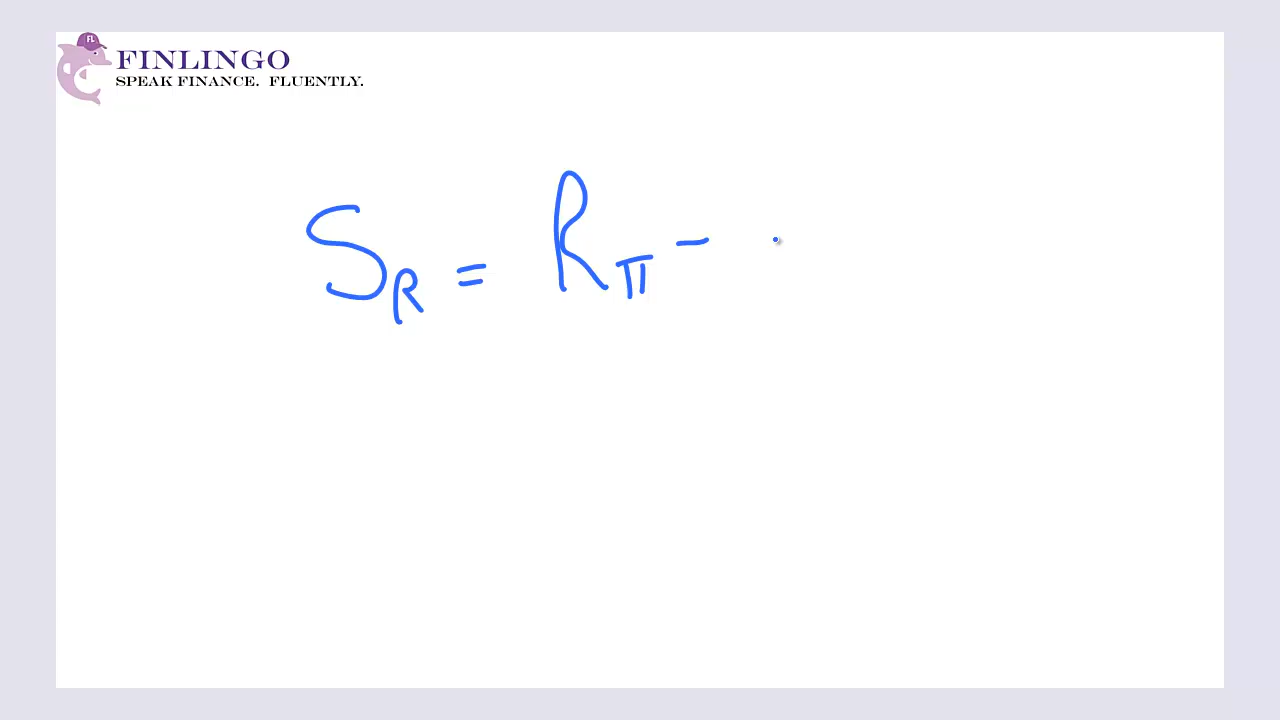 FL
FINLINGO
SPEAK FINANCE. FLUENTLY.
S_R = R_π -